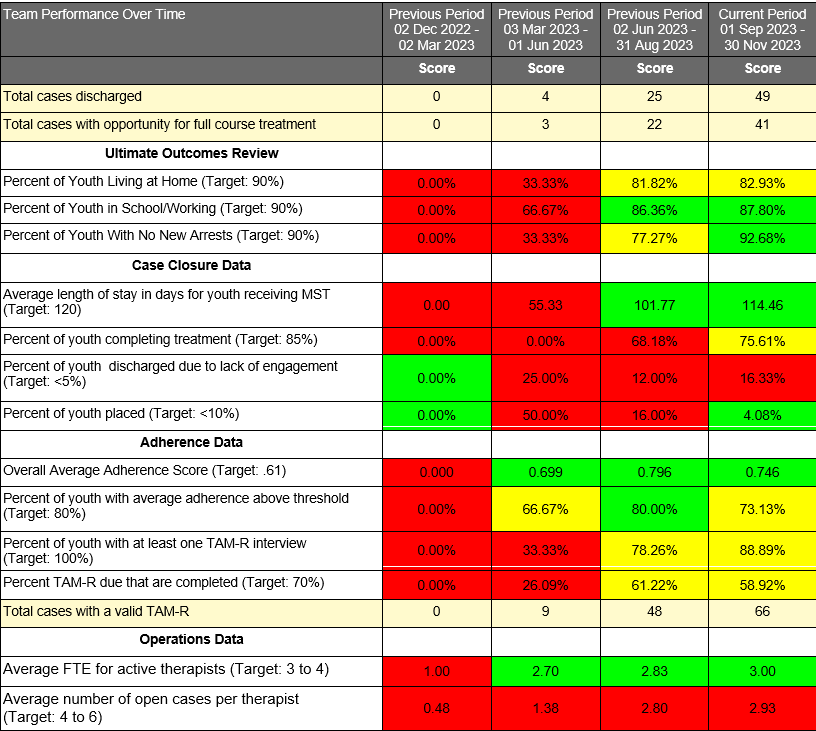 Team Performance Over Time Previous Period Previous Period Previous Period Current Period
02 Dec 2022 - 03 Mar 2023 - 02 Jun 2023 - 01 Sep 2023 -
02 Mar 2023 01 Jun 2023 31 Aug 2023 30 Nov 2023
Score Score Score Score
Total cases discharged 0 4 25 49
Total cases with opportunity for full course treatment 0 3 22 41
Ultimate Outcomes Review
Percent of Youth Living at Home (Target: 90%) 0.00% 33.33% 81.82% 82.93%
Percent of Youth in School/Working (Target: 90%) 0.00% 66.67% 86.36% 87.80%
Percent of Youth With No New Arrests (Target: 90%) 0.00% 33.33% 77.27% 92.68%
Case Closure Data
Average length of stay in days for youth receiving MST
(Target: 120) 0.00 55.33 101.77 114.46
Percent of youth completing treatment (Target: 85%) 0.00% 0.00% 68.18% 75.61%
Percent of youth discharged due to lack of engagement
(Target: <5%) 0.00% 25.00% 12.00% 16.33%
Percent of youth placed (Target: <10%) 0.00% 50.00% 16.00% 4.08%
Adherence Data
Overall Average Adherence Score (Target: .61) 0.000 0.699 0.796 0.746
Percent of youth with average adherence above threshold
(Target: 80%) 0.00% 66.67% 80.00% 73.13%
Percent of youth with at least one TAM-R interview
(Target: 100%) 0.00% 33.33% 78.26% 88.89%
Percent TAM-R due that are completed (Target: 70%) 0.00% 26.09% 61.22% 58.92%
Total cases with a valid TAM-R 0 9 48 66
Operations Data
Average FTE for active therapists (Target: 3 to 4) 1.00 2.70 2.83 3.00
Average number of open cases per therapist
(Target: 4 to 6) 0.48 1.38 2.80 2.93